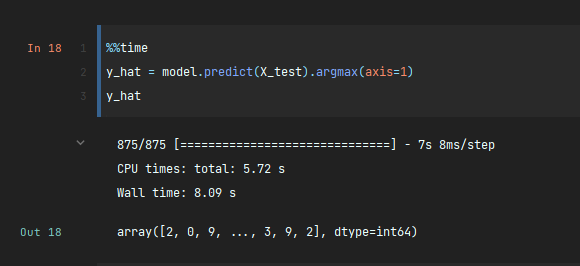 In 18 1 %%time
2 y_hat = model.predict(X_test).argmax(axis=1)
3 y_hat
875/875 [==============================] - 7s 8ms/step
CPU times: total: 5.72 s
Wall time: 8.09 s
Out 18 array([2, 0, 9, ..., 3, 9, 2], dtype=int64)